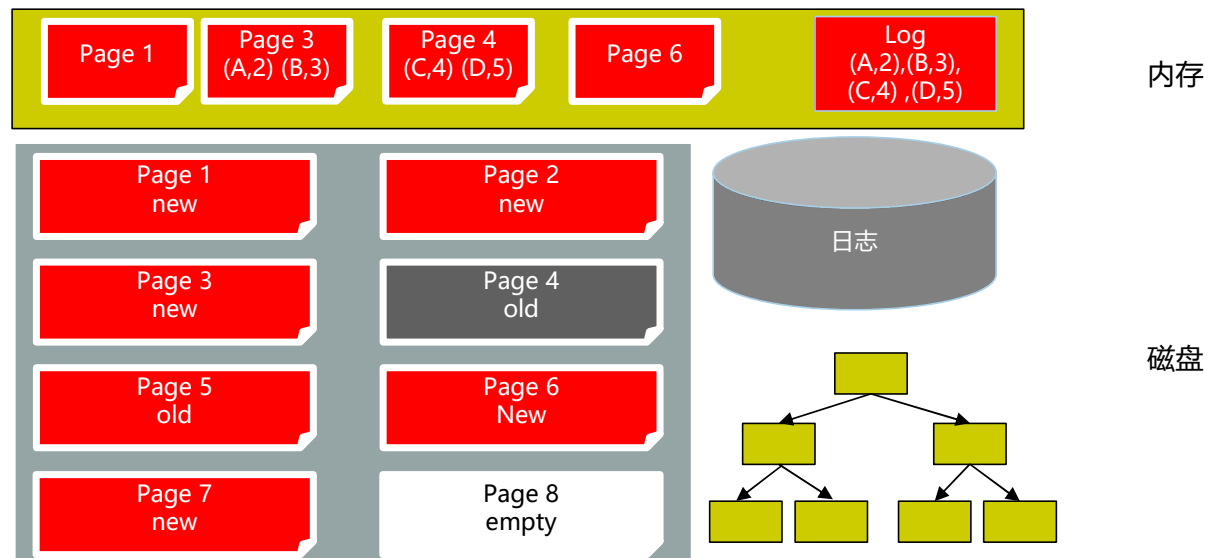 Page 1
Page 3
(A,2) (B,3)
Page 4
(C,4) (D,5)
Page 6
Log
(A,2),(B,3),
(C,4) ,(D,5)
内存
Page 1
new
Page 2
new
日志
Page 3
new
Page 4
old
磁盘
Page 5
old
Page 6
New
Page 7
new
Page 8
empty